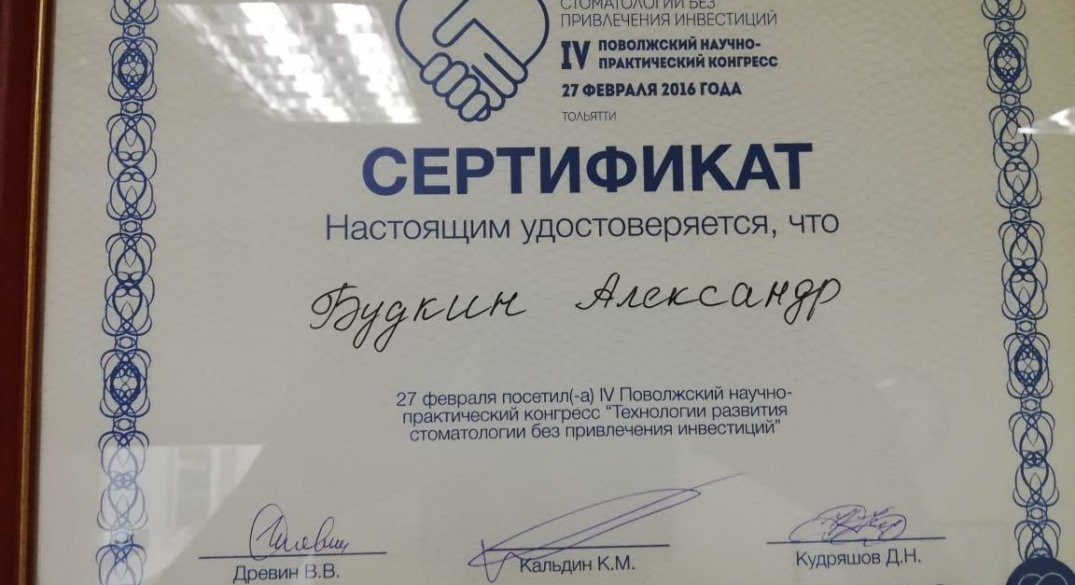 СТОМАТОЛОГИИ БЕЗ
ПРИВЛЕЧЕНИЯ ИНВЕСТИЦИЙ
IV ПОВОЛЖСКИЙ НАУЧНО-
ПРАКТИЧЕСКИЙ КОНГРЕСС
27 ФЕВРАЛЯ 2016 ГОДА
ТОЛЬЯТТИ
СЕРТИФИКАТ
Настоящим удостоверяется, что
Будкин Александр
27 февраля посетил(-а) IV Поволжский научно-
практический конгресс "Технологии развития
стоматологии без привлечения инвестиций"
Древин В.В.
Кальдин К.М.
Кудряшов Д.Н.